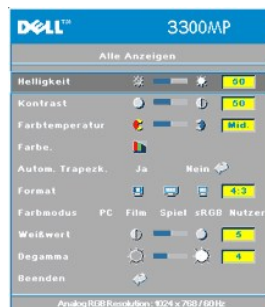 DELL™ 3300MP
Alle Anzeigen
Helligkeit 50
Kontrast 50
Farbtemperatur Mid.
Farbe.
Autom. Trapezk. Ja Nein
Format 4:3
Farbmodus PC Film Spiel sRGB Nutzer
Weißwert 5
Degamma 4
Beenden
Analog RGB Resolution: 1024 x 768 / 60 Hz